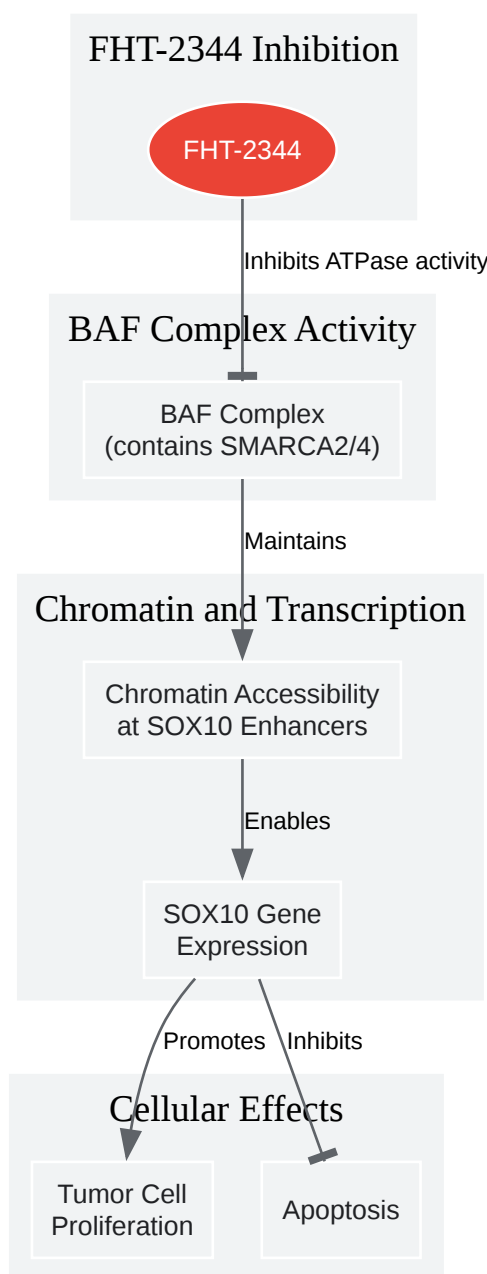 FHT-2344 Inhibition
FHT-2344
Inhibits ATPase activity
BAF Complex Activity
BAF Complex
(contains SMARCA2/4)
Maintains
Chromatin and Transcription
Chromatin Accessibility
at SOX10 Enhancers
Enables
SOX10 Gene
Expression
Promotes
Inhibits
Cellular Effects
Tumor Cell
Proliferation
Apoptosis